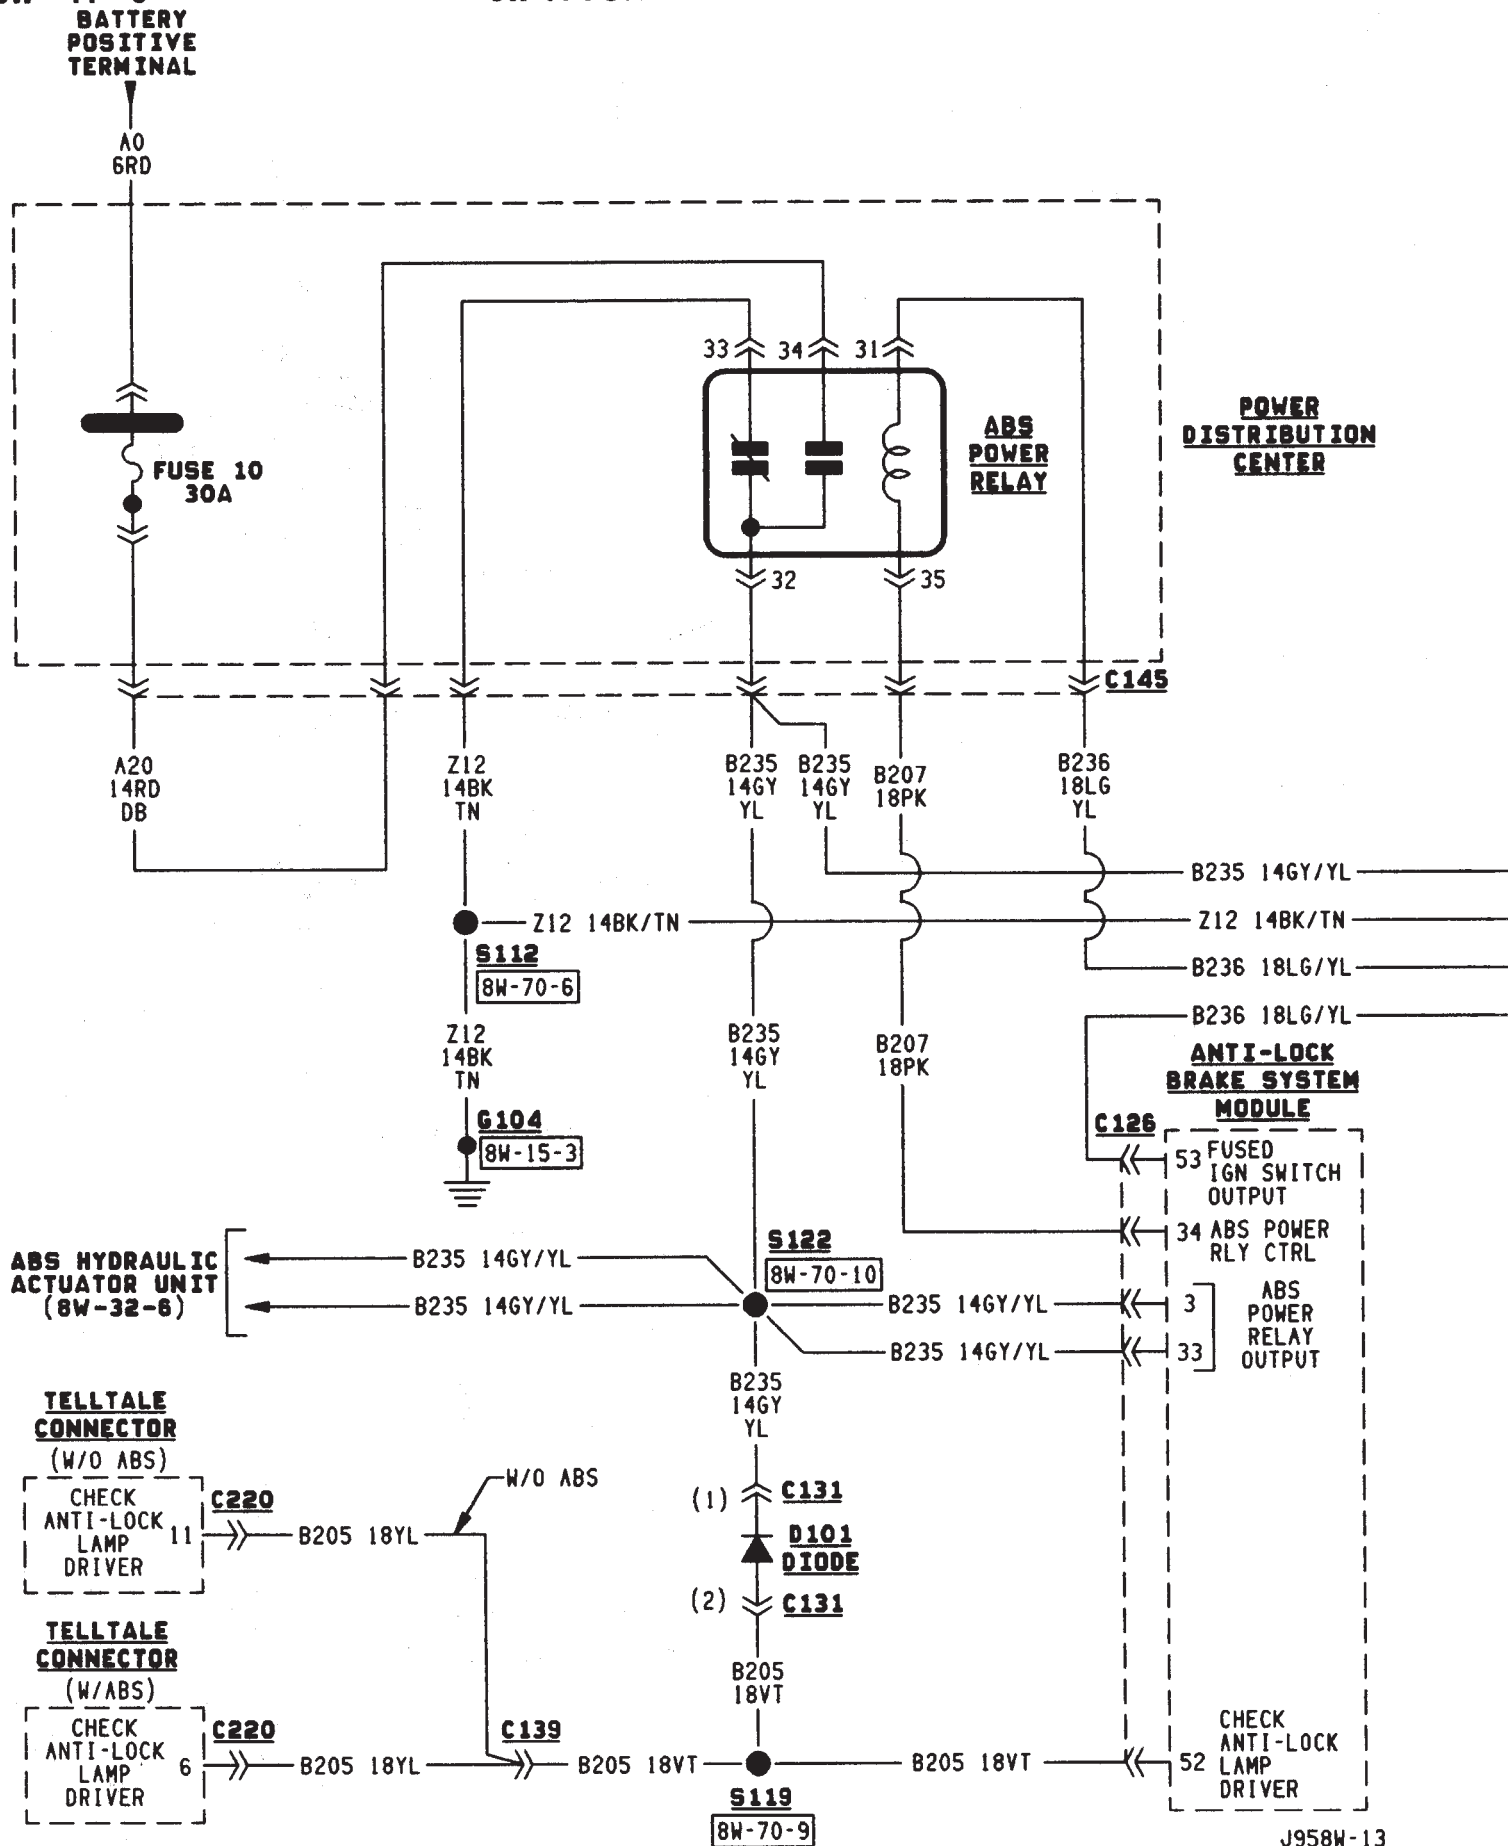 BATTERY
POSITIVE
TERMINAL
A0
6RD
33
34
31
FUSE 10
30A
ABS
POWER
RELAY
POWER
DISTRIBUTION
CENTER
32
35
C145
A20
14RD
DB
Z12
14BK
TN
B235
14GY
YL
B235
14GY
YL
B207
18PK
B236
18LG
YL
B235 14GY/YL
Z12 14BK/TN
Z12 14BK/TN
S112
8W-70-6
B236 18LG/YL
B236 18LG/YL
Z12
14BK
TN
B235
14GY
YL
B207
18PK
ANTI-LOCK
BRAKE SYSTEM
MODULE
G104
8W-15-3
C126
53 FUSED
IGN SWITCH
OUTPUT
34 ABS POWER
RLY CTRL
ABS HYDRAULIC
ACTUATOR UNIT
(8W-32-6)
B235 14GY/YL
B235 14GY/YL
S122
8W-70-10
B235 14GY/YL
3
B235 14GY/YL
33
ABS
POWER
RELAY
OUTPUT
B235
14GY
YL
TELLTALE
CONNECTOR
(W/O ABS)
CHECK
ANTI-LOCK
LAMP
DRIVER
11
C220
B205 18YL
W/O ABS
(1)
C131
D101
DIODE
(2)
C131
B205
18VT
TELLTALE
CONNECTOR
(W/ABS)
CHECK
ANTI-LOCK
LAMP
DRIVER
6
C220
B205 18YL
C139
B205 18VT
S119
8W-70-9
B205 18VT
52
CHECK
ANTI-LOCK
LAMP
DRIVER
J958W-13